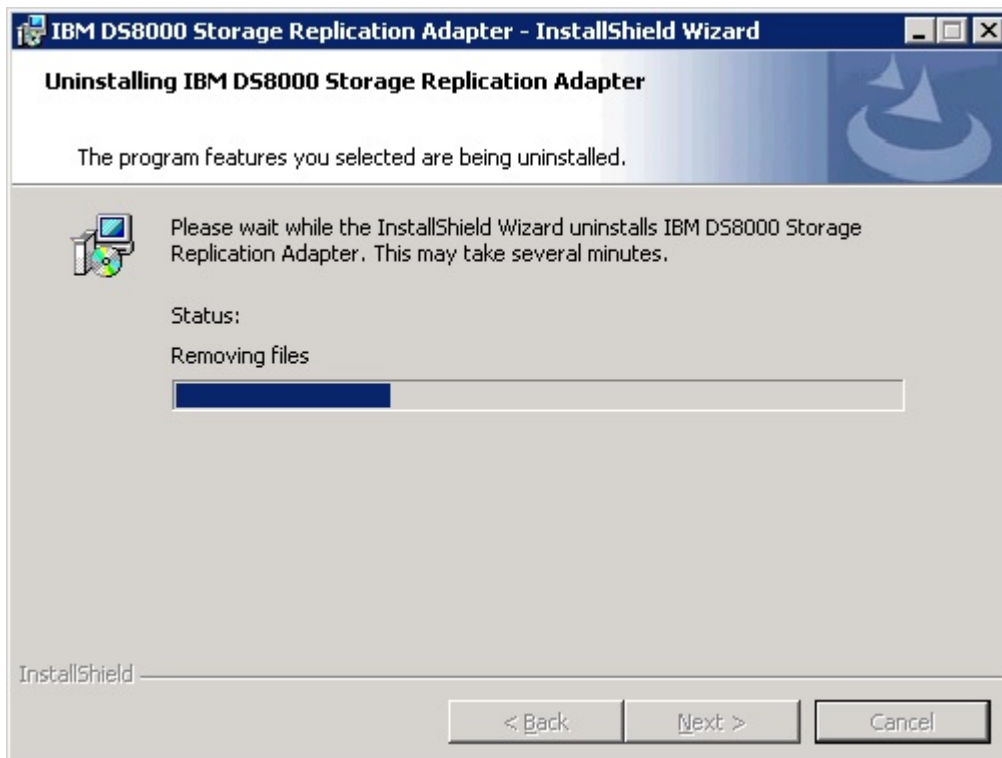 IBM DS8000 Storage Replication Adapter - InstallShield Wizard
Uninstalling IBM DS8000 Storage Replication Adapter
The program features you selected are being uninstalled.
Please wait while the InstallShield Wizard uninstalls IBM DS8000 Storage
Replication Adapter. This may take several minutes.
Status:
Removing files
InstallShield
< Back
Next >
Cancel